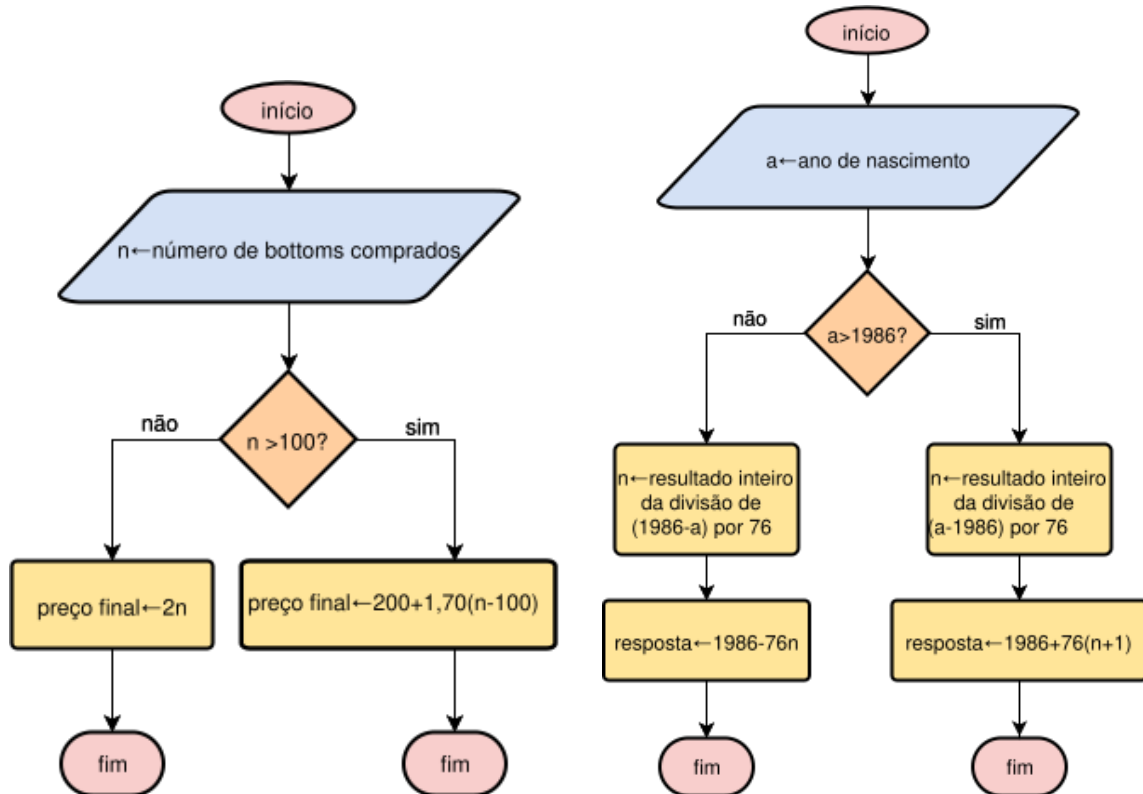 início
n←número de bottoms comprados
n >100?
não
sim
preço final←2n
preço final←200+1,70(n-100)
fim
fim
início
a←ano de nascimento
a>1986?
não
sim
n←resultado inteiro
da divisão de
(1986-a) por 76
n←resultado inteiro
da divisão de
(a-1986) por 76
resposta←1986-76n
resposta←1986+76(n+1)
fim
fim